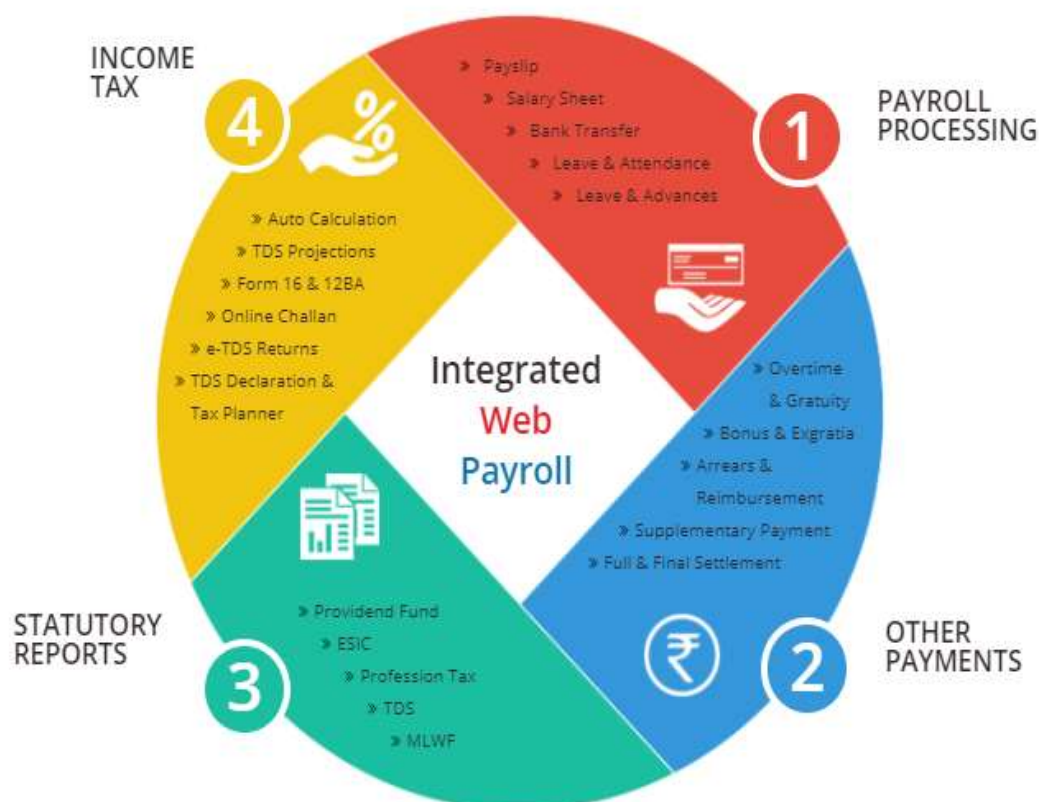 INCOME
TAX
4
%
» Auto Calculation
» TDS Projections
» Form 16 & 12BA
» Online Challan
» e-TDS Returns
» TDS Declaration &
Tax Planner
» Payslip
» Salary Sheet
» Bank Transfer
» Leave & Attendance
» Leave & Advances
1
PAYROLL
PROCESSING
Integrated
Web
Payroll
» Overtime
& Gratuity
» Bonus & Exgratia
» Arrears &
Reimbursement
» Supplementary Payment
» Full & Final Settlement
₹
2
OTHER
PAYMENTS
STATUTORY
REPORTS
3
» Providend Fund
» ESIC
» Profession Tax
» TDS
» MLWF